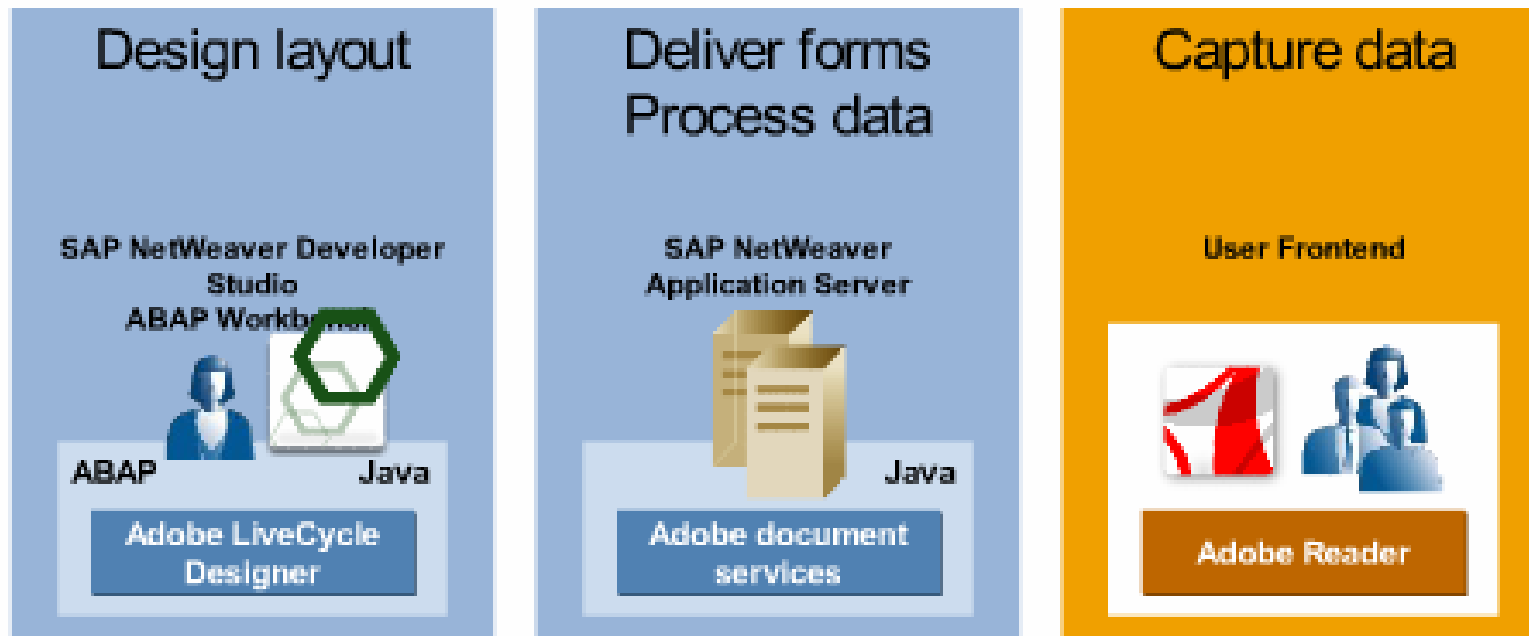 Design layout
SAP NetWeaver Developer
Studio
ABAP Workbench
ABAP
Java
Adobe LiveCycle
Designer
Deliver forms
Process data
SAP NetWeaver
Application Server
Java
Adobe document
services
Capture data
User Frontend
Adobe Reader